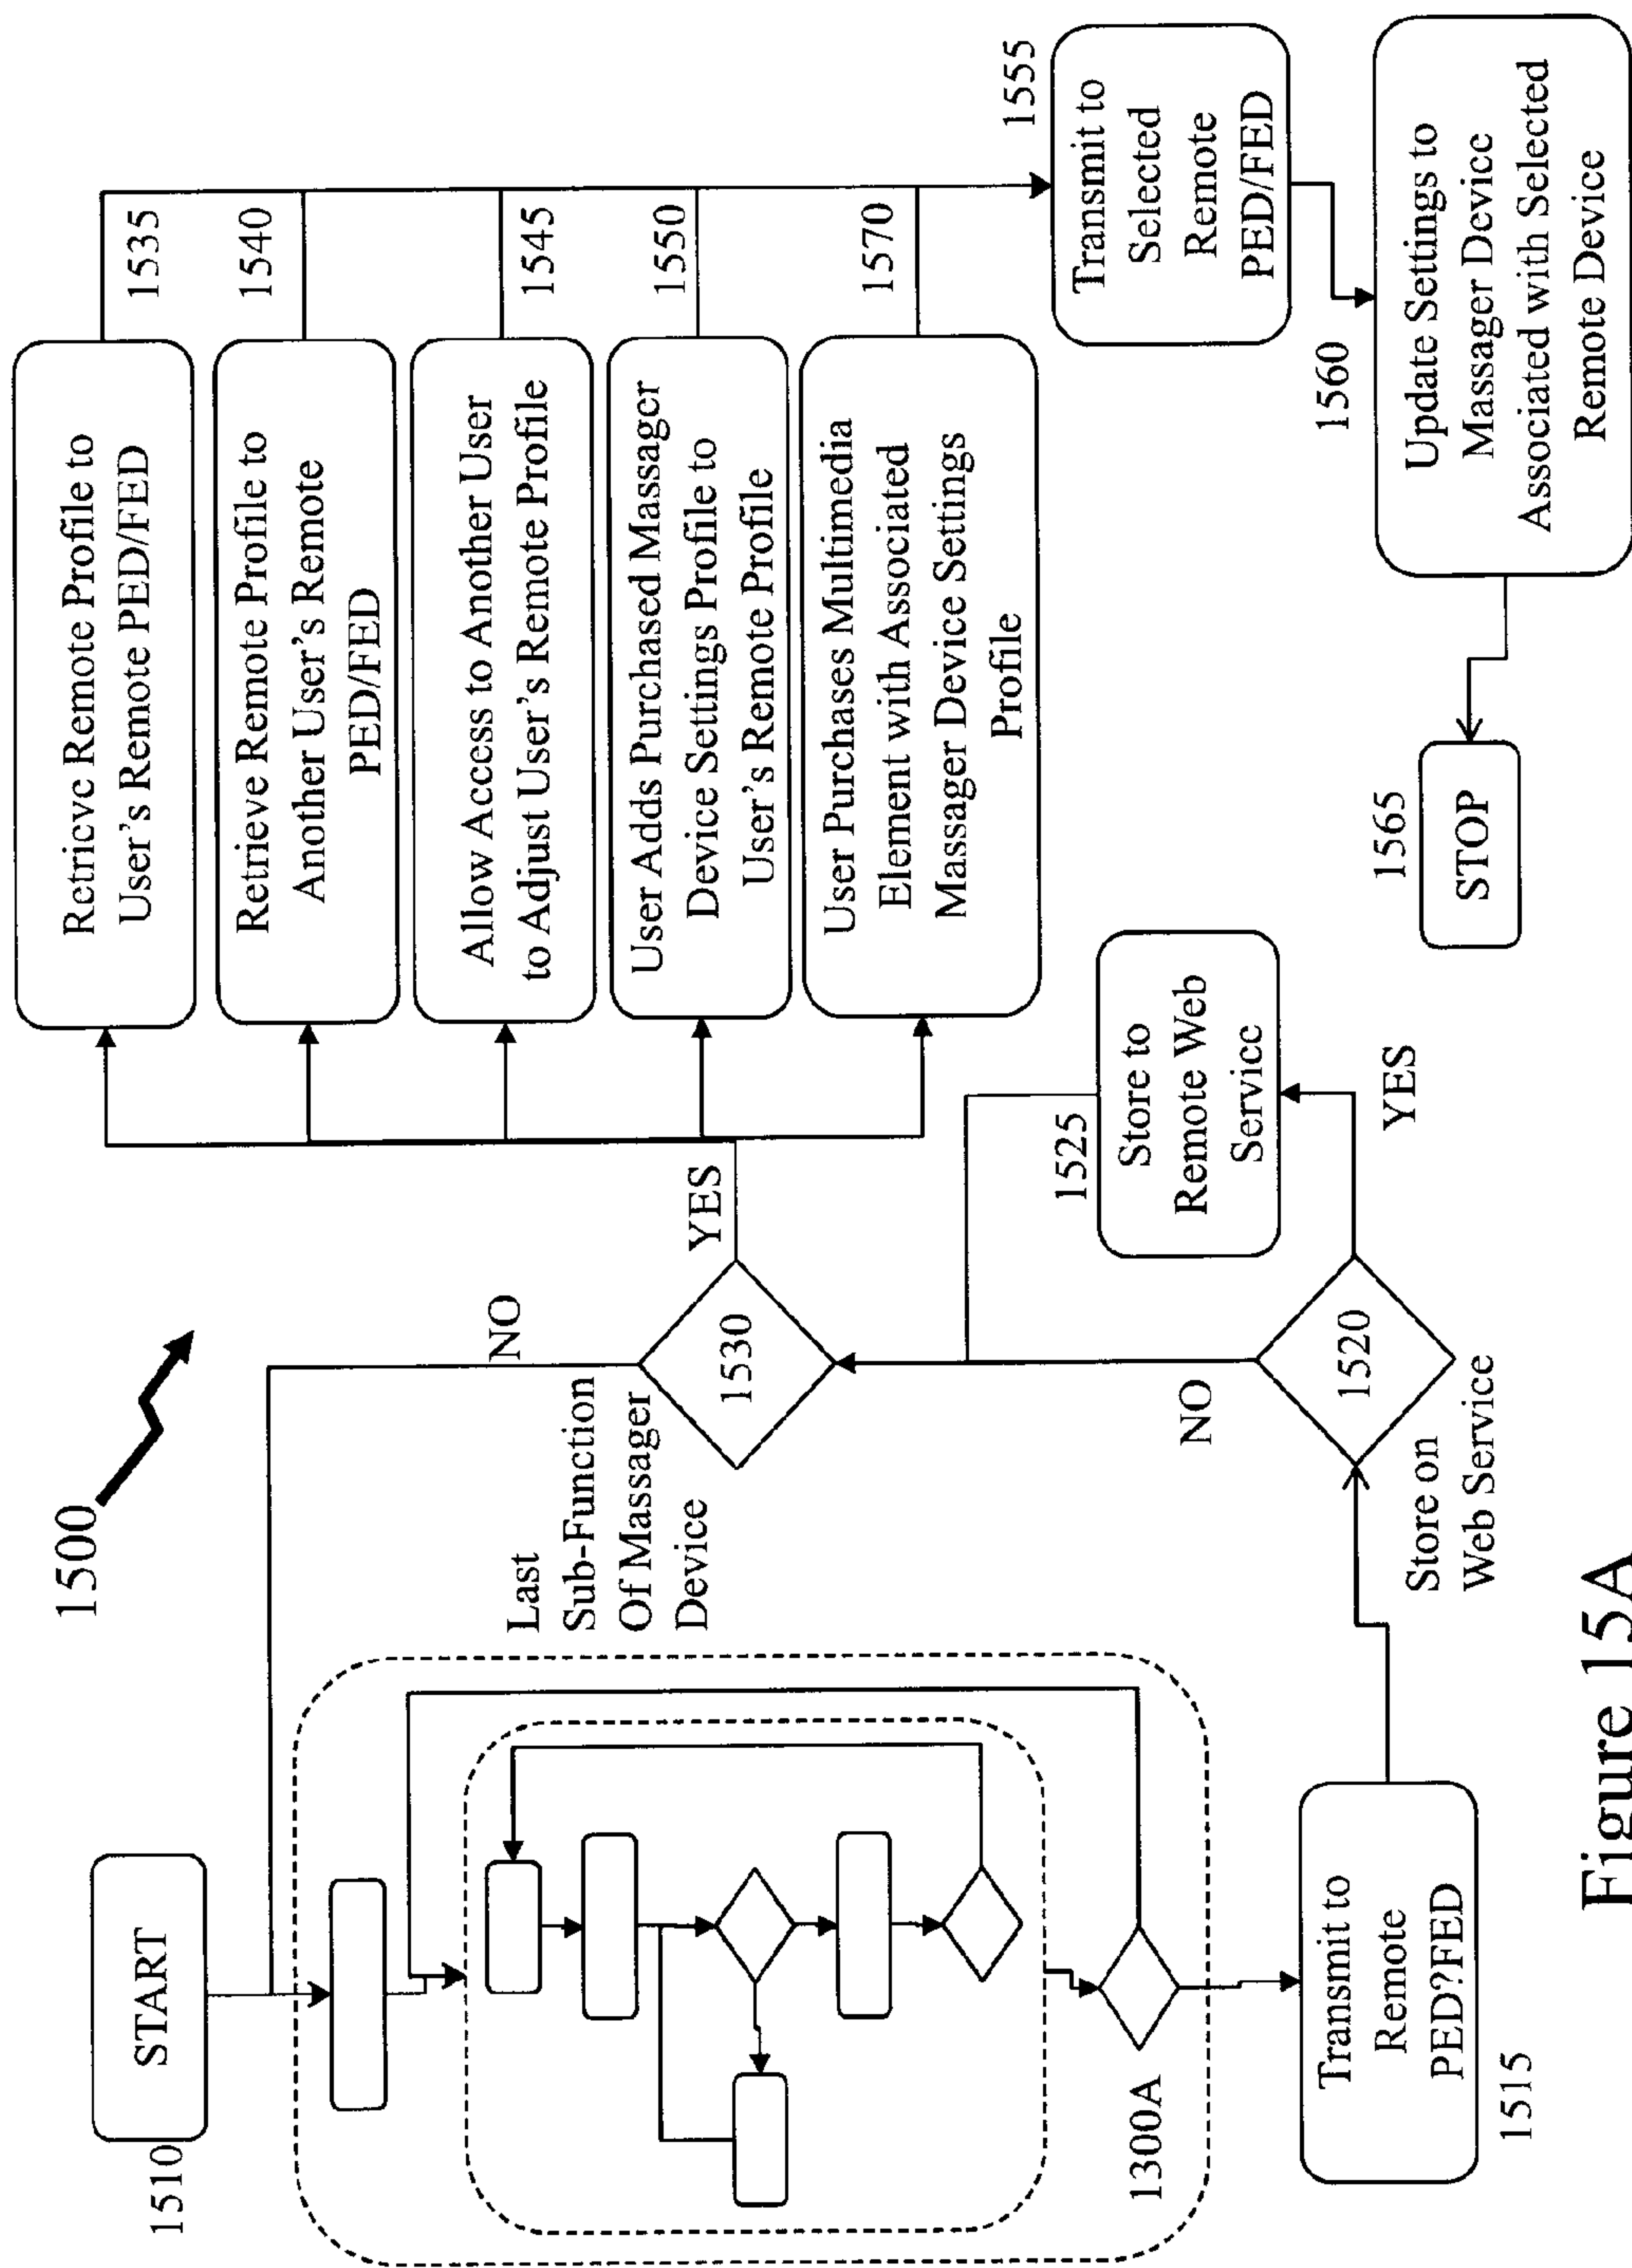 1500
1510
START
1300A
Transmit to
Remote
PED?FED
1515
Store on
Web Service
1520
NO
YES
1525
Store to
Remote Web
Service
Last
Sub-Function
Of Massager
Device
1530
NO
YES
Retrieve Remote Profile to
User's Remote PED/FED
1535
Retrieve Remote Profile to
Another User's Remote
PED/FED
1540
Allow Access to Another User
to Adjust User's Remote Profile
1545
User Adds Purchased Massager
Device Settings Profile to
User's Remote Profile
1550
User Purchases Multimedia
Element with Associated
Massager Device Settings
Profile
1570
1555
Transmit to
Selected
Remote
PED/FED
1560
Update Settings to
Massager Device
Associated with Selected
Remote Device
1565
STOP
Figure 15A